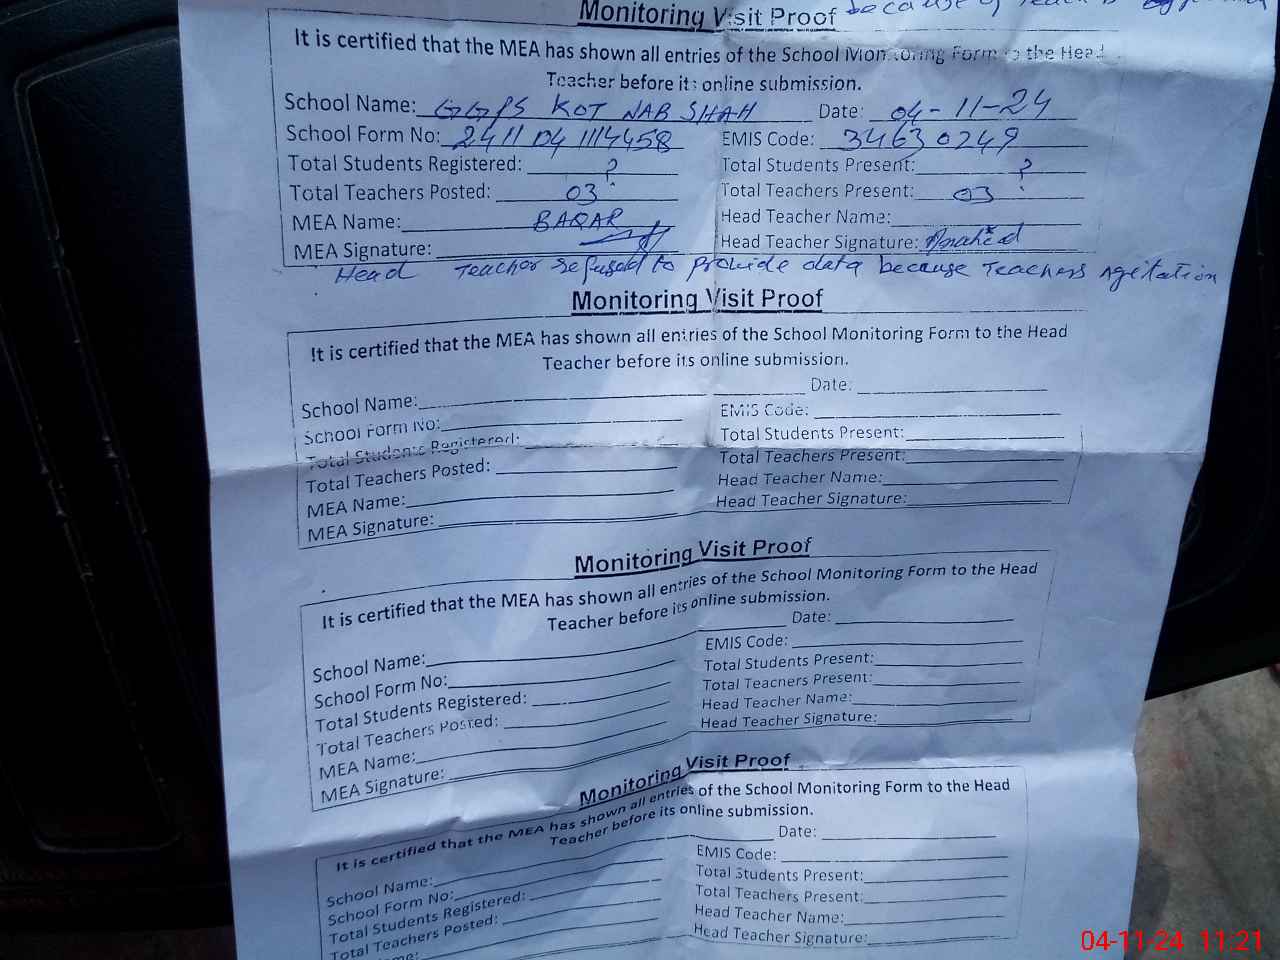 Monitoring Visit Proof because of
It is certified that the MEA has shown all entries of the School Monitoring Form to the Head
Teacher before its online submission.
School Name: GGPS KOT NAB SHAH Date: 04-11-24
School Form No: 2411 04 1114458 EMIS Code: 34630249
Total Students Registered: ? Total Students Present: ?
Total Teachers Posted: 03 Total Teachers Present: 03
MEA Name: BAQAR Head Teacher Name:
MEA Signature: Head Teacher Signature:
Head Teacher refused to provide data because Teachers Agitation
Monitoring Visit Proof
It is certified that the MEA has shown all entries of the School Monitoring Form to the Head
Teacher before its online submission.
School Name: Date:
School Form No: EMIS Code:
Total Students Registered: Total Students Present:
Total Teachers Posted: Total Teachers Present:
MEA Name: Head Teacher Name:
MEA Signature: Head Teacher Signature:
Monitoring Visit Proof
It is certified that the MEA has shown all entries of the School Monitoring Form to the Head
Teacher before its online submission.
School Name: Date:
School Form No: EMIS Code:
Total Students Registered: Total Students Present:
Total Teachers Posted: Total Teachers Present:
MEA Name: Head Teacher Name:
MEA Signature: Head Teacher Signature:
Monitoring Visit Proof
It is certified that the MEA has shown all entries of the School Monitoring Form to the Head
Teacher before its online submission.
School Name: Date:
School Form No: EMIS Code:
Total Students Registered: Total Students Present:
Total Teachers Posted: Total Teachers Present:
Head Teacher Name:
Head Teacher Signature:
04-11-24 11:21